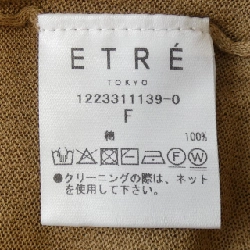 ETRÉ
TOKYO
1223311139-0
F
綿 100%
F W
●クリーニングの際は、ネット
を使用して下さい。